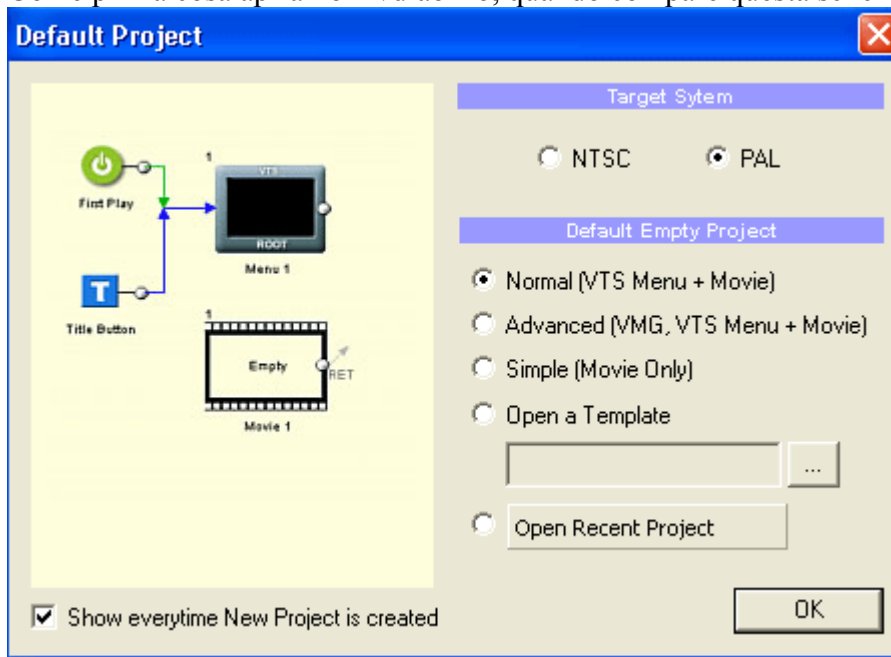 Default Project
Target Sytem
NTSC
PAL
1
VTS
ROOT
First Play
Menu 1
T
Title Button
1
Empty
RET
Movie 1
Default Empty Project
Normal (VTS Menu + Movie)
Advanced (VMG, VTS Menu + Movie)
Simple (Movie Only)
Open a Template
...
Open Recent Project
Show everytime New Project is created
OK